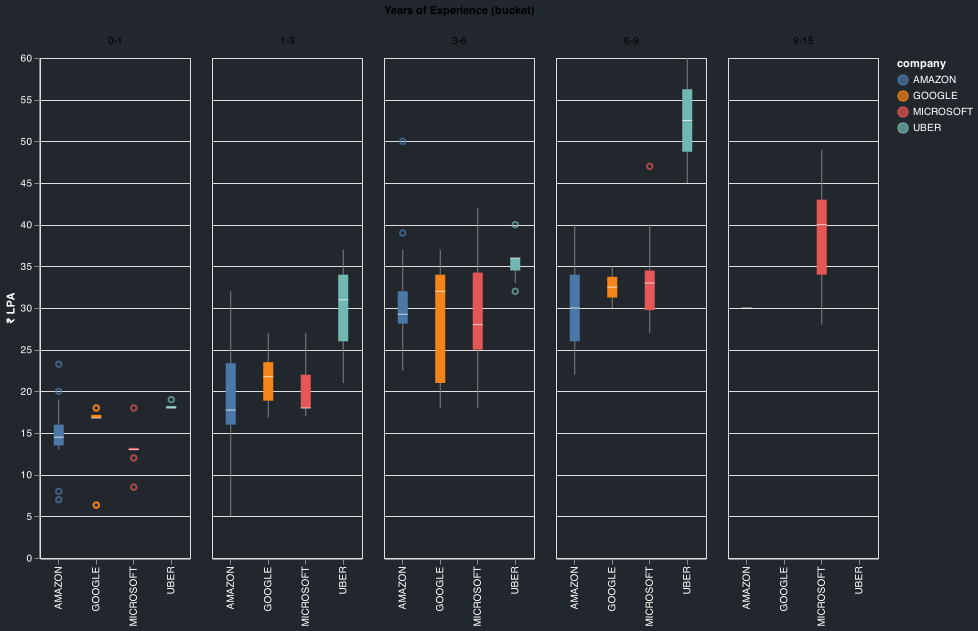 Years of Experience (bucket)
0-1 1-3 3-6 6-9 9-15
₹ LPA
60
55
50
45
40
35
30
25
20
15
10
5
0
AMAZON GOOGLE MICROSOFT UBER AMAZON GOOGLE MICROSOFT UBER AMAZON GOOGLE MICROSOFT UBER AMAZON GOOGLE MICROSOFT UBER AMAZON GOOGLE MICROSOFT UBER
company
AMAZON
GOOGLE
MICROSOFT
UBER